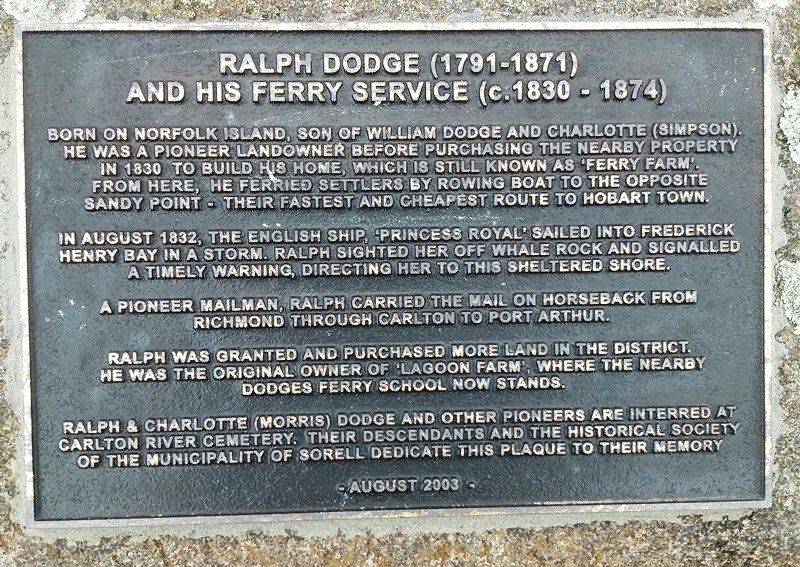 RALPH DODGE (1791-1871)
AND HIS FERRY SERVICE (c.1830 - 1874)
BORN ON NORFOLK ISLAND, SON OF WILLIAM DODGE AND CHARLOTTE (SIMPSON).
HE WAS A PIONEER LANDOWNER BEFORE PURCHASING THE NEARBY PROPERTY
IN 1830 TO BUILD HIS HOME, WHICH IS STILL KNOWN AS 'FERRY FARM'.
FROM HERE, HE FERRIED SETTLERS BY ROWING BOAT TO THE OPPOSITE
SANDY POINT - THEIR FASTEST AND CHEAPEST ROUTE TO HOBART TOWN.
IN AUGUST 1832, THE ENGLISH SHIP, 'PRINCESS ROYAL' SAILED INTO FREDERICK
HENRY BAY IN A STORM. RALPH SIGHTED HER OFF WHALE ROCK AND SIGNALLED
A TIMELY WARNING, DIRECTING HER TO THIS SHELTERED SHORE.
A PIONEER MAILMAN, RALPH CARRIED THE MAIL ON HORSEBACK FROM
RICHMOND THROUGH CARLTON TO PORT ARTHUR.
RALPH WAS GRANTED AND PURCHASED MORE LAND IN THE DISTRICT.
HE WAS THE ORIGINAL OWNER OF 'LAGOON FARM', WHERE THE NEARBY
DODGES FERRY SCHOOL NOW STANDS.
RALPH & CHARLOTTE (MORRIS) DODGE AND OTHER PIONEERS ARE INTERRED AT
CARLTON RIVER CEMETERY. THEIR DESCENDANTS AND THE HISTORICAL SOCIETY
OF THE MUNICIPALITY OF SORELL DEDICATE THIS PLAQUE TO THEIR MEMORY
- AUGUST 2003 -